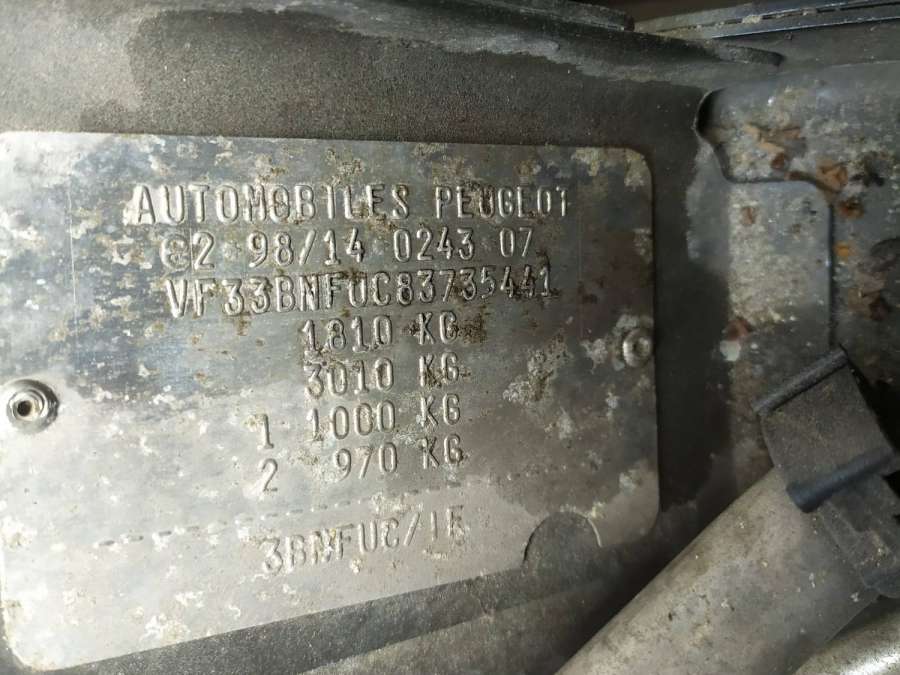 AUTOMOBILES PEUGEOT
e2 98/14 0243 07
VF33BNFUC83735441
1810 KG
3010 KG
1 1000 KG
2 970 KG
3BNFUC/1F